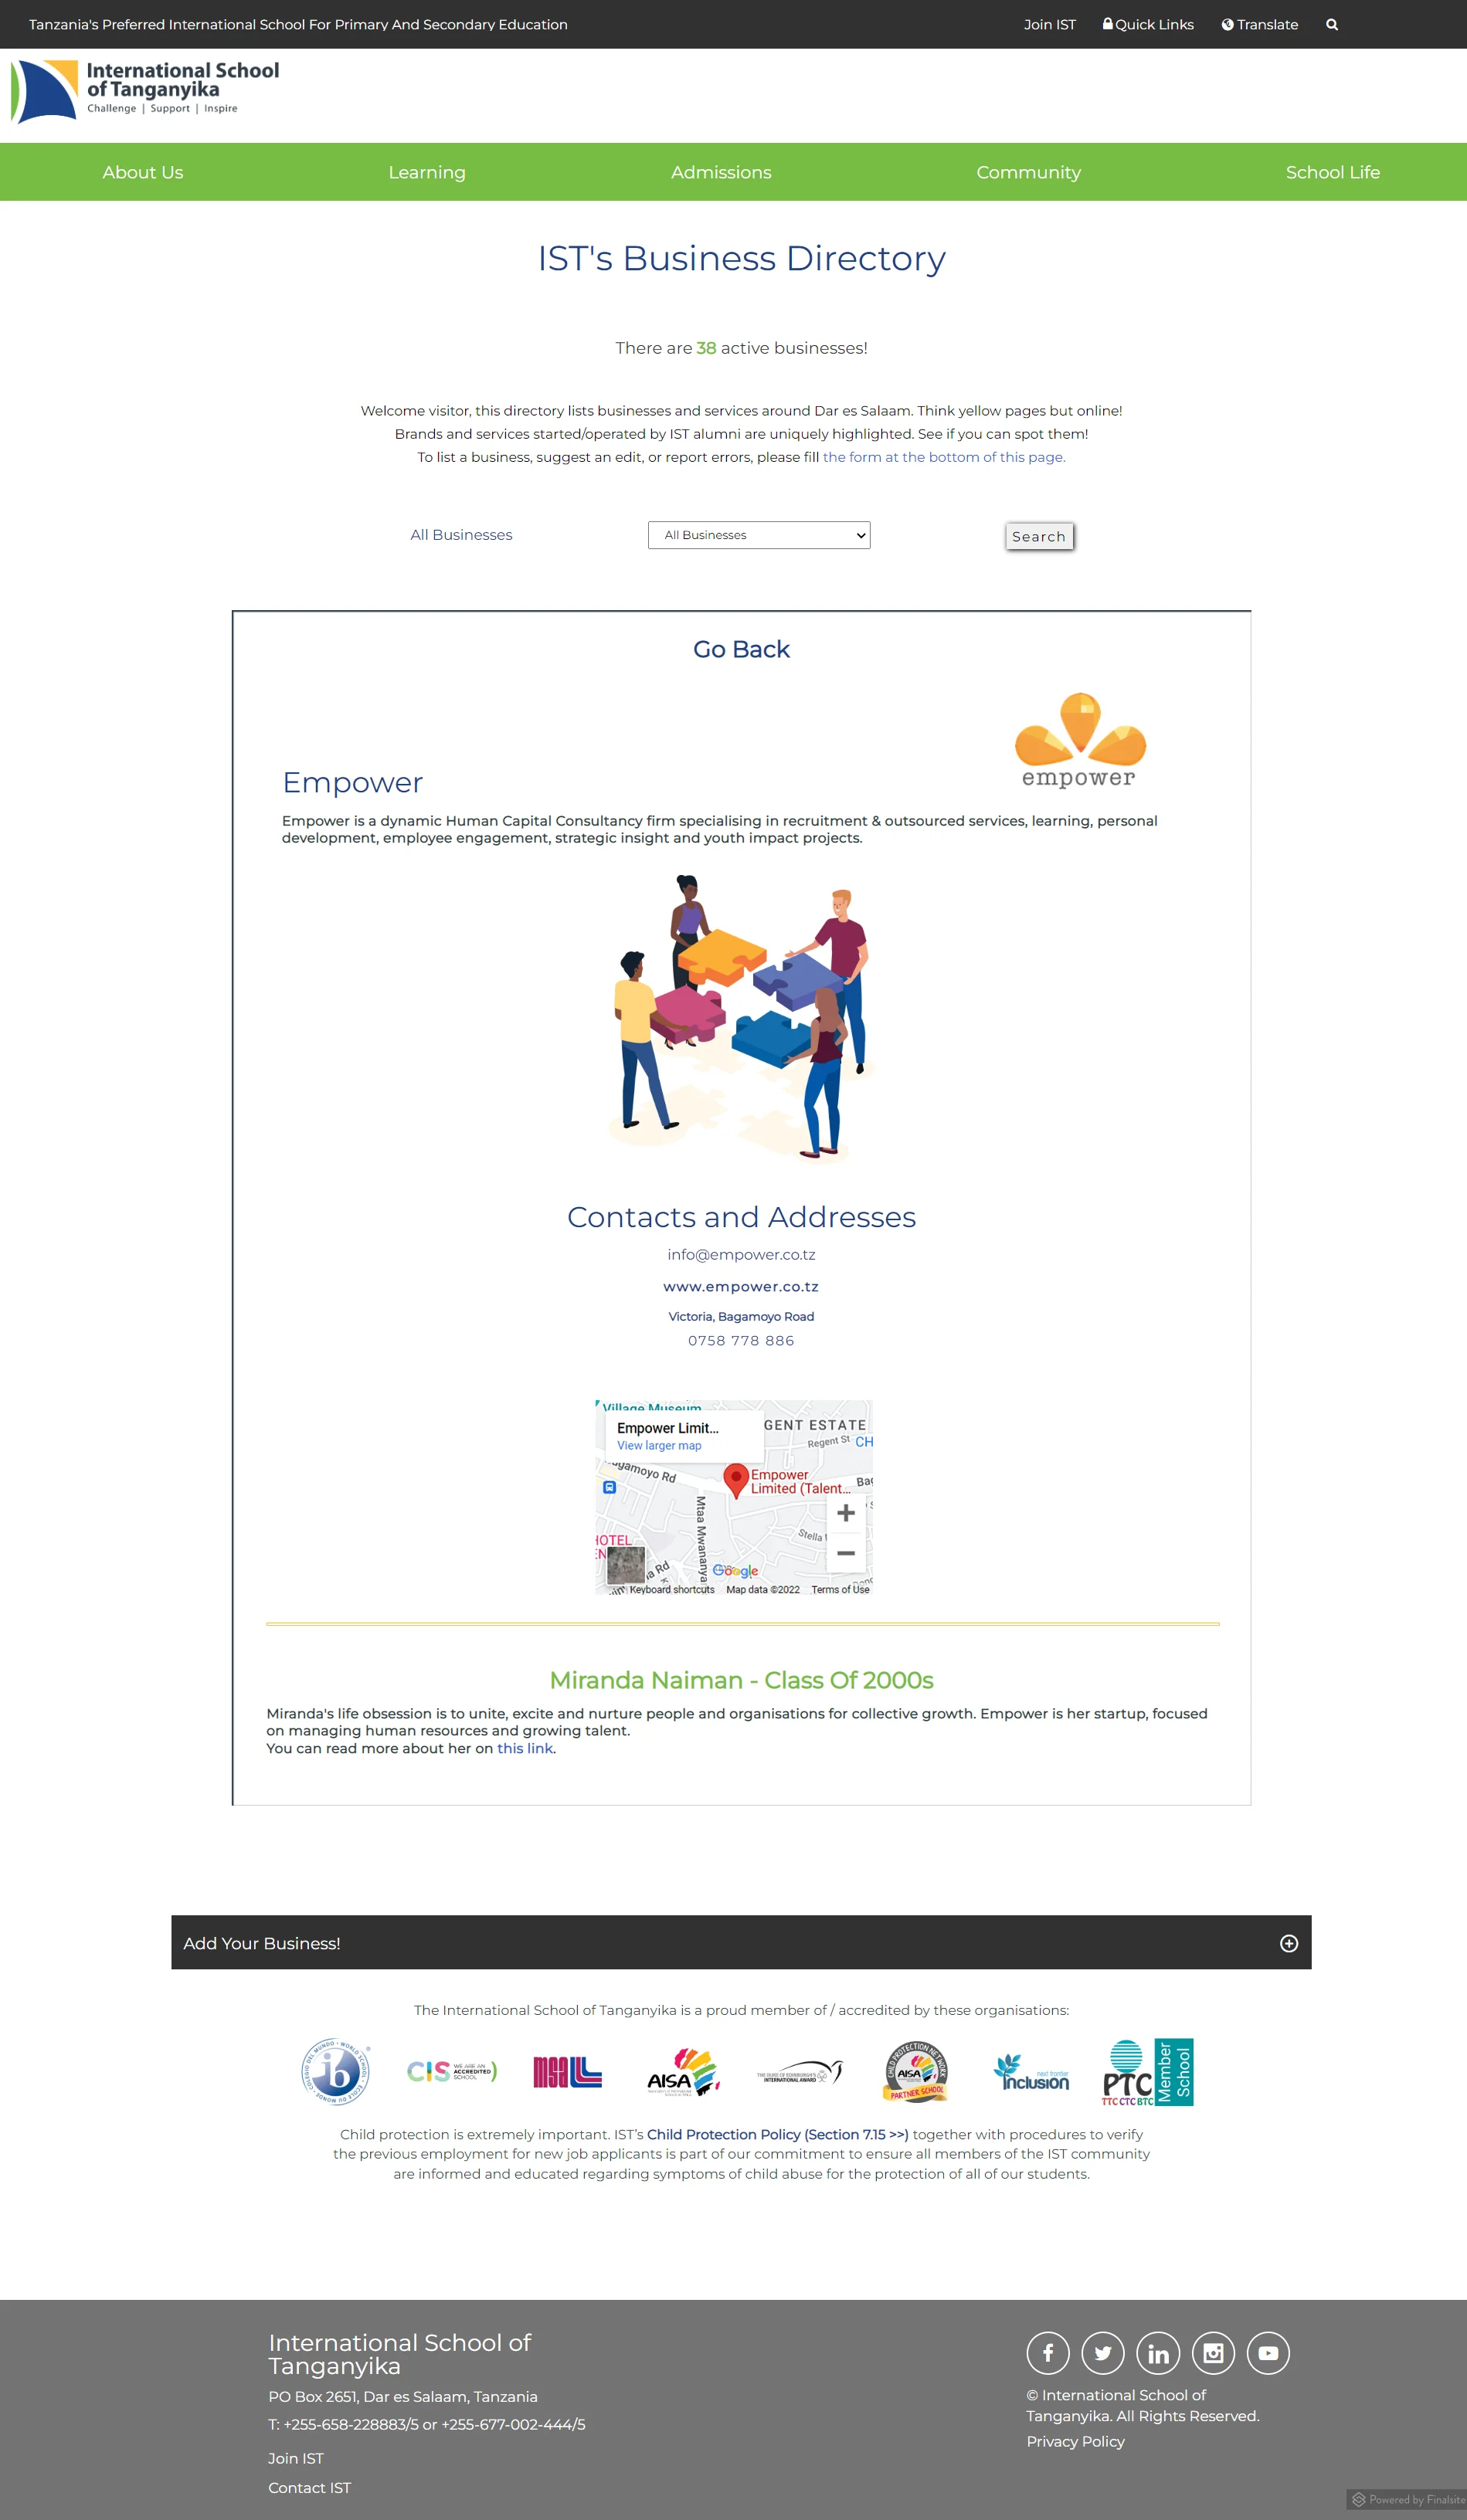 Tanzania's Preferred International School For Primary And Secondary Education
Join IST
Quick Links
Translate
International School
of Tanganyika
Challenge | Support | Inspire
About Us
Learning
Admissions
Community
School Life
IST's Business Directory
There are 38 active businesses!
Welcome visitor, this directory lists businesses and services around Dar es Salaam. Think yellow pages but online!
Brands and services started/operated by IST alumni are uniquely highlighted. See if you can spot them!
To list a business, suggest an edit, or report errors, please fill the form at the bottom of this page.
All Businesses
All Businesses
Search
Go Back
empower
Empower
Empower is a dynamic Human Capital Consultancy firm specialising in recruitment & outsourced services, learning, personal
development, employee engagement, strategic insight and youth impact projects.
Contacts and Addresses
info@empower.co.tz
www.empower.co.tz
Victoria, Bagamoyo Road
0758 778 886
Village Museum
Empower Limit...
View larger map
GENT ESTATE
Regent St
CH
agamoyo Rd
Empower
Limited (Talent...
Bag
Mtaa Mwananya
Stella
HOTEL
a Rd
Google
Keyboard shortcuts
Map data ©2022
Terms of Use
Miranda Naiman - Class Of 2000s
Miranda's life obsession is to unite, excite and nurture people and organisations for collective growth. Empower is her startup, focused
on managing human resources and growing talent.
You can read more about her on this link.
Add Your Business!
The International School of Tanganyika is a proud member of / accredited by these organisations:
ib
CIS WE ARE AN
ACCREDITED
SCHOOL
AISA
THE DUKE OF EDINBURGH'S
INTERNATIONAL AWARD
CHILD PROTECTION NETWORK
AISA
PARTNER SCHOOL
next frontier
inclusion
PTC
TTC CTC BTC
Member
School
Child protection is extremely important. IST's Child Protection Policy (Section 7.15 >>) together with procedures to verify
the previous employment for new job applicants is part of our commitment to ensure all members of the IST community
are informed and educated regarding symptoms of child abuse for the protection of all of our students.
International School of
Tanganyika
PO Box 2651, Dar es Salaam, Tanzania
T: +255-658-228883/5 or +255-677-002-444/5
Join IST
Contact IST
© International School of
Tanganyika. All Rights Reserved.
Privacy Policy
Powered by Finalsite